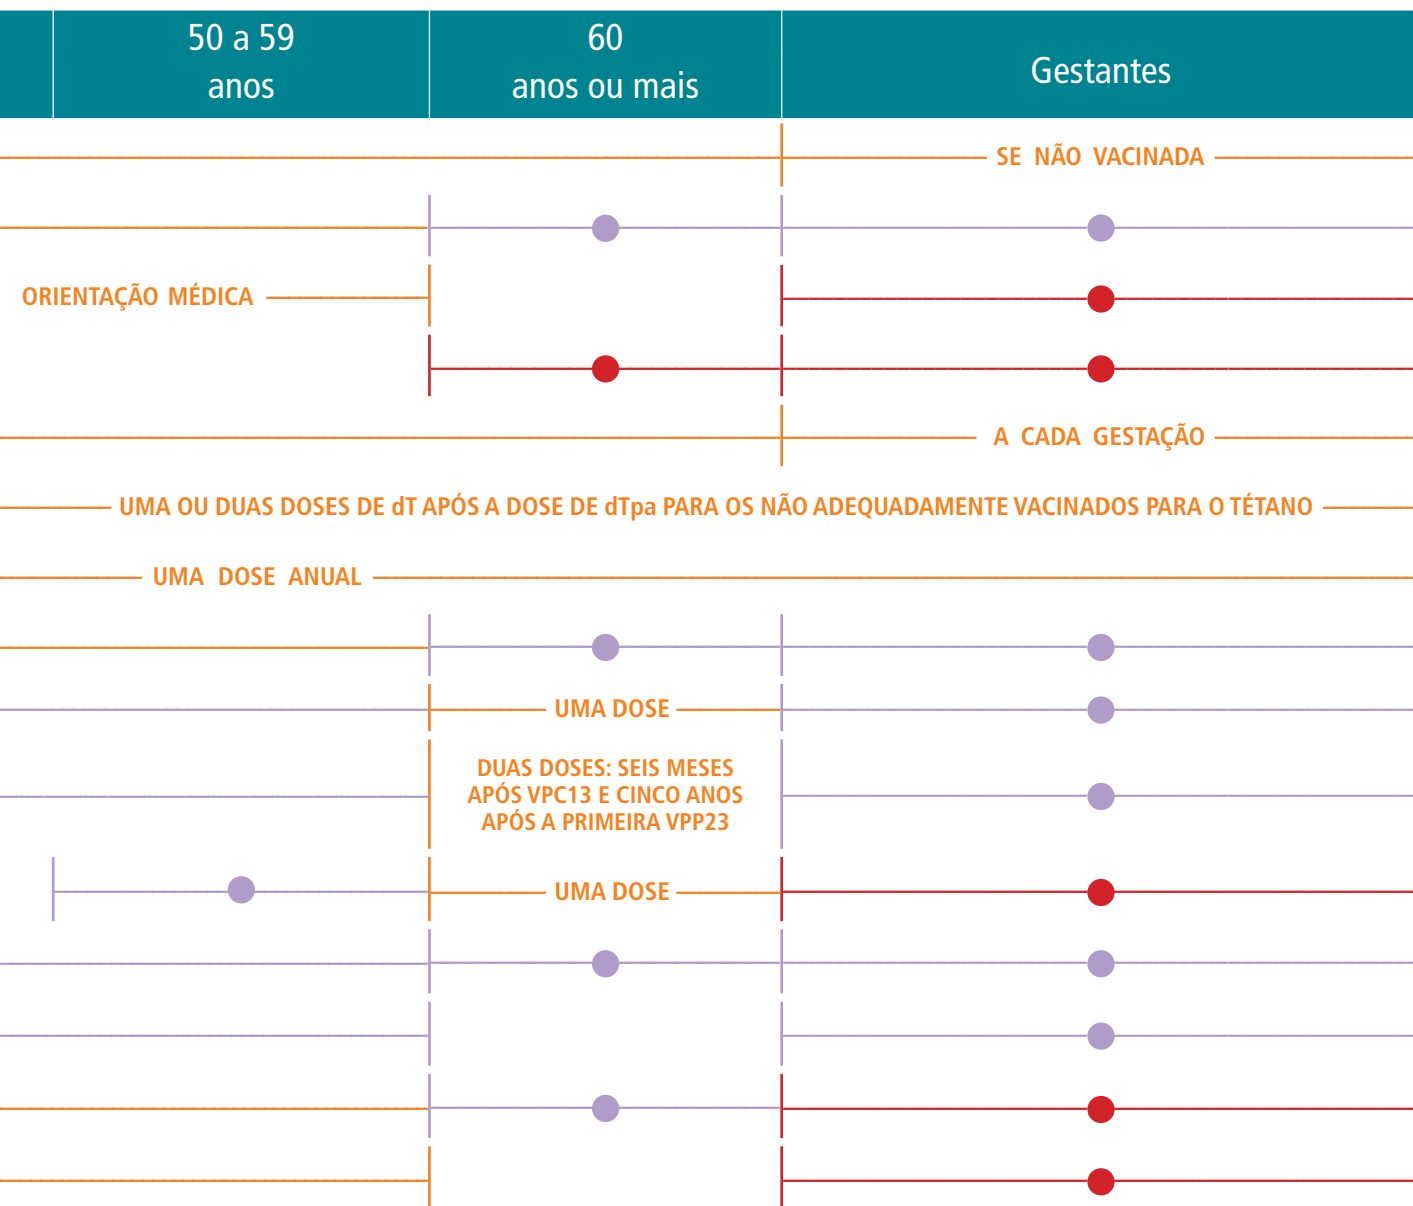 50 a 59
anos
60
anos ou mais
Gestantes
SE NÃO VACINADA
ORIENTAÇÃO MÉDICA
A CADA GESTAÇÃO
UMA OU DUAS DOSES DE dT APÓS A DOSE DE dTpa PARA OS NÃO ADEQUADAMENTE VACINADOS PARA O TÉTANO
UMA DOSE ANUAL
UMA DOSE
DUAS DOSES: SEIS MESES
APÓS VPC13 E CINCO ANOS
APÓS A PRIMEIRA VPP23
UMA DOSE